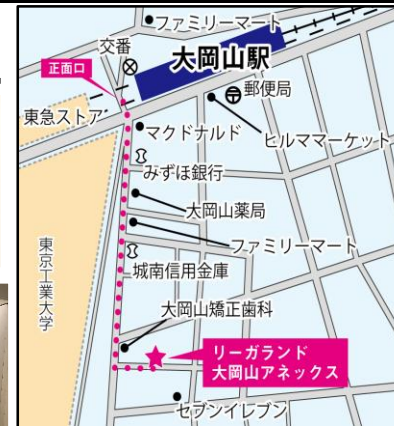 ファミリーマート
交番
大岡山駅
正面口
郵便局
東急ストア
マクドナルド
ヒルママーケット
みずほ銀行
大岡山薬局
ファミリーマート
東京工業大学
城南信用金庫
大岡山矯正歯科
リーガランド
大岡山アネックス
セブンイレブン